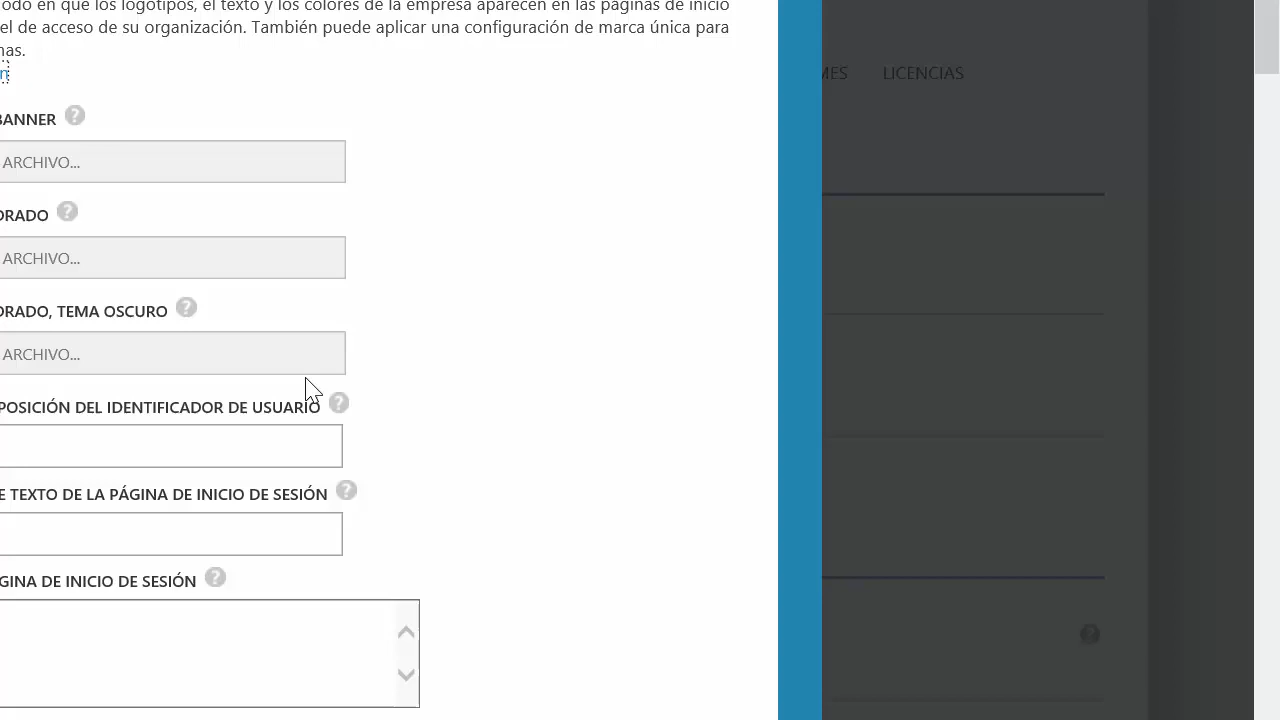 odo en que los logotipos, el texto y los colores de la empresa aparecen en las páginas de inicio
el de acceso de su organización. También puede aplicar una configuración de marca única para
mas.
BANNER ?
ARCHIVO...
DRADO ?
ARCHIVO...
DRADO, TEMA OSCURO ?
ARCHIVO...
POSICIÓN DEL IDENTIFICADOR DE USUARIO ?
E TEXTO DE LA PÁGINA DE INICIO DE SESIÓN ?
GINA DE INICIO DE SESIÓN ?
MES LICENCIAS
?